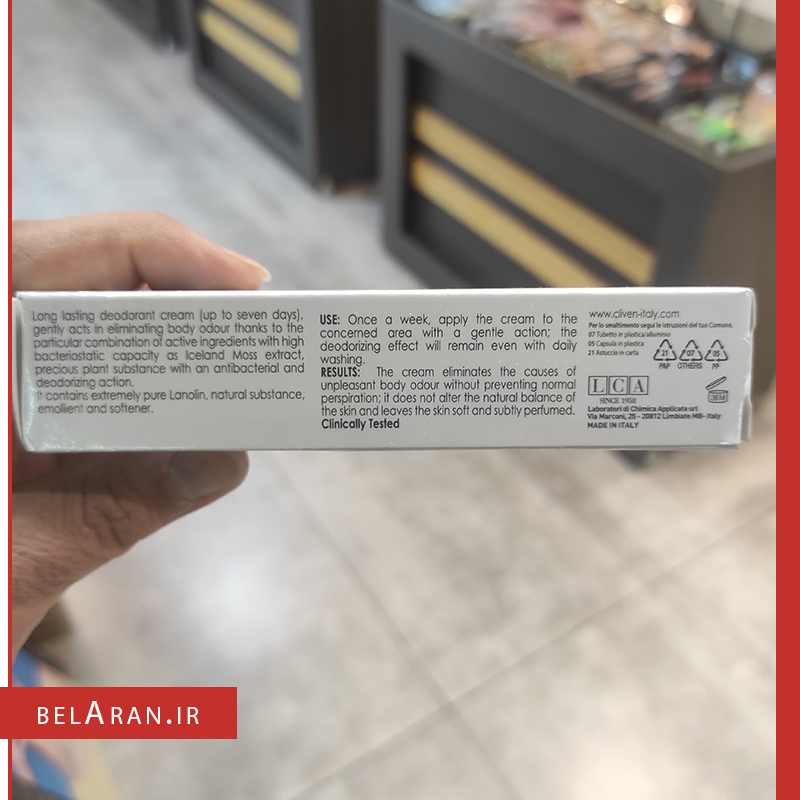 Long lasting deodorant cream (up to seven days),
gently acts in eliminating body odour thanks to the
particular combination of active ingredients with high
bacteriostatic capacity as Iceland Moss extract,
precious plant substance with an antibacterial and
deodorizing action.
It contains extremely pure Lanolin, natural substance,
emollient and softener.
USE: Once a week, apply the cream to the
concerned area with a gentle action; the
deodorizing effect will remain even with daily
washing.
RESULTS: The cream eliminates the causes of
unpleasant body odour without preventing normal
perspiration; it does not alter the natural balance of
the skin and leaves the skin soft and subtly perfumed.
Clinically Tested
www.cliven-italy.com
Per lo smaltimento segui le istruzioni del tuo Comune.
07 Tubetto in plastica/alluminio
05 Capsula in plastica
21 Astuccio in carta
21 07 05
PAP OTHERS PP
LCA
SINCE 1958
36M
Laboratori di Chimica Applicata srl
Via Marconi, 25 - 20812 Limbiate MB- Italy
MADE IN ITALY
BELARAN.IR